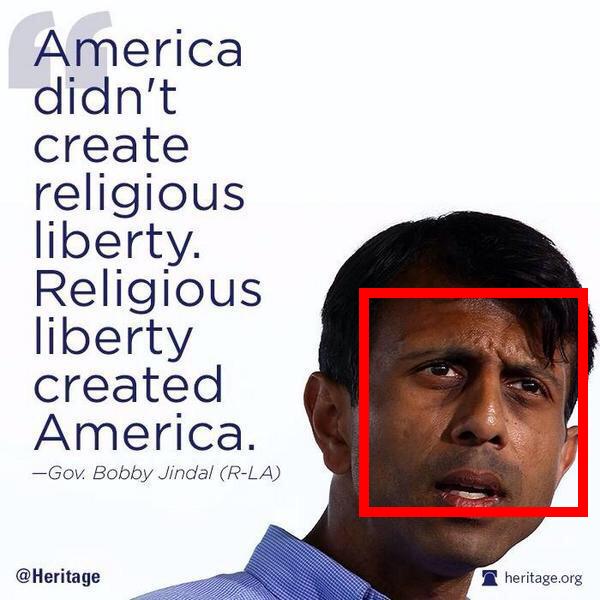 America
didn't
create
religious
liberty.
Religious
liberty
created
America.
—Gov. Bobby Jindal (R-LA)
@Heritage
heritage.org